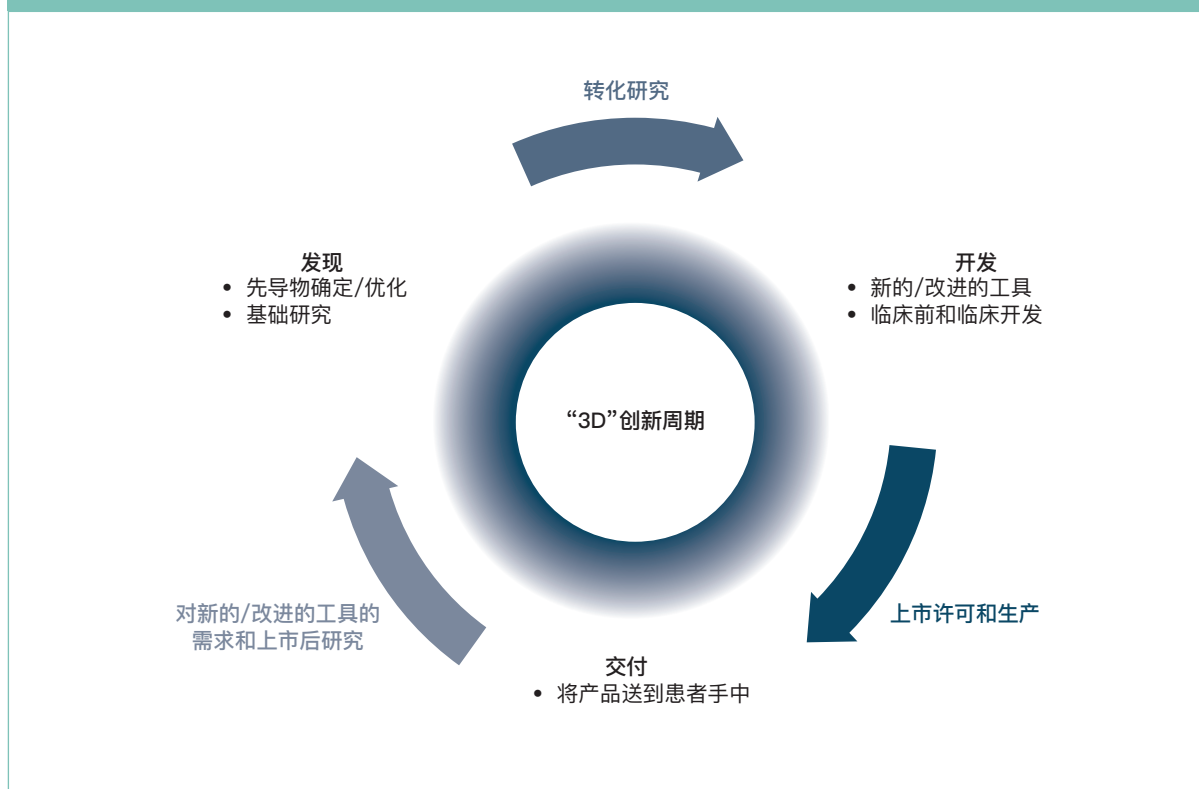 转化研究
发现
• 先导物确定/优化
• 基础研究
开发
• 新的/改进的工具
• 临床前和临床开发
“3D”创新周期
对新的/改进的工具的
需求和上市后研究
上市许可和生产
交付
• 将产品送到患者手中